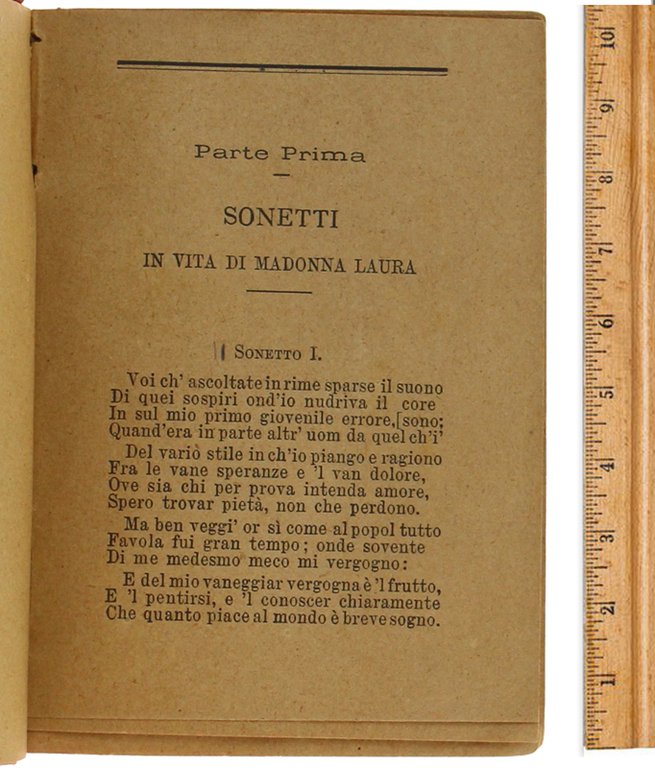 Parte Prima
SONETTI
IN VITA DI MADONNA LAURA
SONETTO I.
Voi ch' ascoltate in rime sparse il suono
Di quei sospiri ond'io nudriva il core
In sul mio primo giovenile errore,[sono;
Quand'era in parte altr' uom da quel ch'i'
Del variò stile in ch'io piango e ragiono
Fra le vane speranze e 'l van dolore,
Ove sia chi per prova intenda amore,
Spero trovar pietà, non che perdono.
Ma ben veggi' or sì come al popol tutto
Favola fui gran tempo; onde sovente
Di me medesmo meco mi vergogno:
E del mio vaneggiar vergogna è 'l frutto,
E 'l pentirsi, e 'l conoscer chiaramente
Che quanto piace al mondo è breve sogno.
10
9
8
7
6
5
4
3
2
1